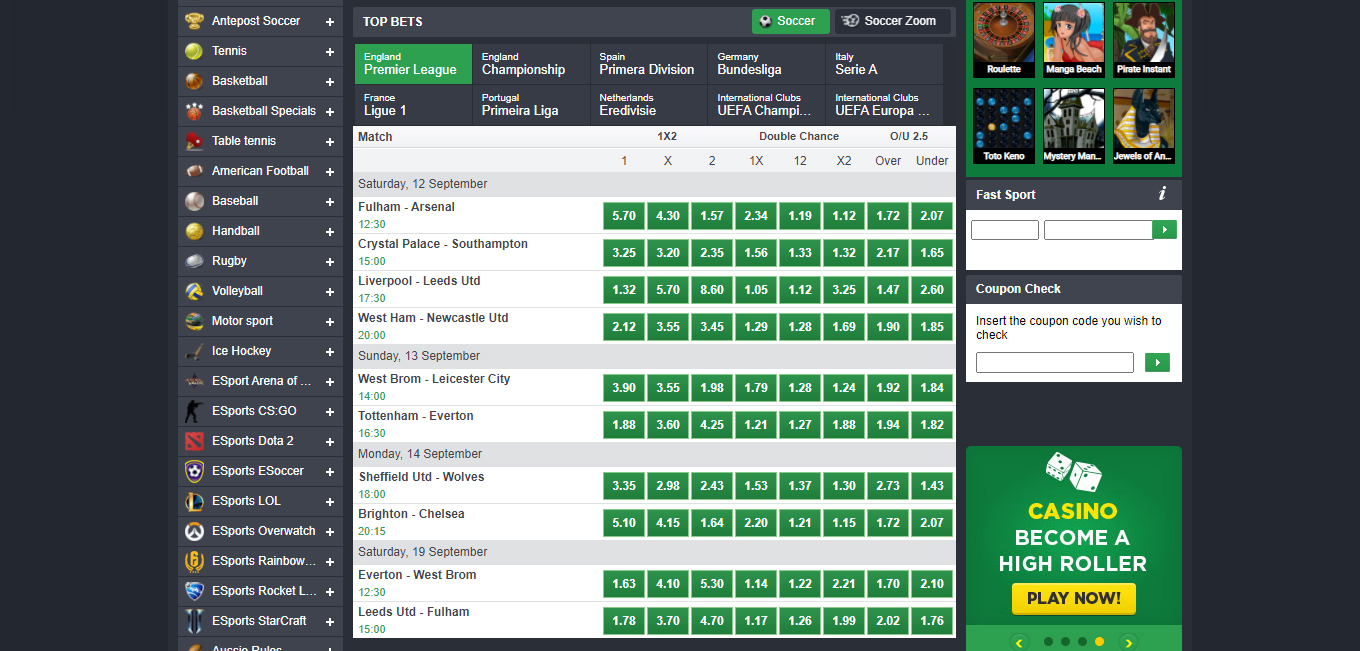 Antepost Soccer +
Tennis +
Basketball +
Basketball Specials +
Table tennis +
American Football +
Baseball +
Handball +
Rugby +
Volleyball +
Motor sport +
Ice Hockey +
ESport Arena of ... +
ESports CS:GO +
ESports Dota 2 +
ESports ESoccer +
ESports LOL +
ESports Overwatch +
ESports Rainbow... +
ESports Rocket L... +
ESports StarCraft +
Aussie Rules
TOP BETS Soccer Soccer Zoom
England England Spain Germany Italy
Premier League Championship Primera Division Bundesliga Serie A
France Portugal Netherlands International Clubs International Clubs
Ligue 1 Primeira Liga Eredivisie UEFA Champi... UEFA Europa ...
Match 1X2 Double Chance O/U 2.5
1 X 2 1X 12 X2 Over Under
Saturday, 12 September
Fulham - Arsenal
12:30 5.70 4.30 1.57 2.34 1.19 1.12 1.72 2.07
Crystal Palace - Southampton
15:00 3.25 3.20 2.35 1.56 1.33 1.32 2.17 1.65
Liverpool - Leeds Utd
17:30 1.32 5.70 8.60 1.05 1.12 3.25 1.47 2.60
West Ham - Newcastle Utd
20:00 2.12 3.55 3.45 1.29 1.28 1.69 1.90 1.85
Sunday, 13 September
West Brom - Leicester City
14:00 3.90 3.55 1.98 1.79 1.28 1.24 1.92 1.84
Tottenham - Everton
16:30 1.88 3.60 4.25 1.21 1.27 1.88 1.94 1.82
Monday, 14 September
Sheffield Utd - Wolves
18:00 3.35 2.98 2.43 1.53 1.37 1.30 2.73 1.43
Brighton - Chelsea
20:15 5.10 4.15 1.64 2.20 1.21 1.15 1.72 2.07
Saturday, 19 September
Everton - West Brom
12:30 1.63 4.10 5.30 1.14 1.22 2.21 1.70 2.10
Leeds Utd - Fulham
15:00 1.78 3.70 4.70 1.17 1.26 1.99 2.02 1.76
Roulette Manga Beach Pirate Instant
Toto Keno Mystery Man... Jewels of An...
Fast Sport i
Coupon Check
Insert the coupon code you wish to
check
CASINO
BECOME A
HIGH ROLLER
PLAY NOW!